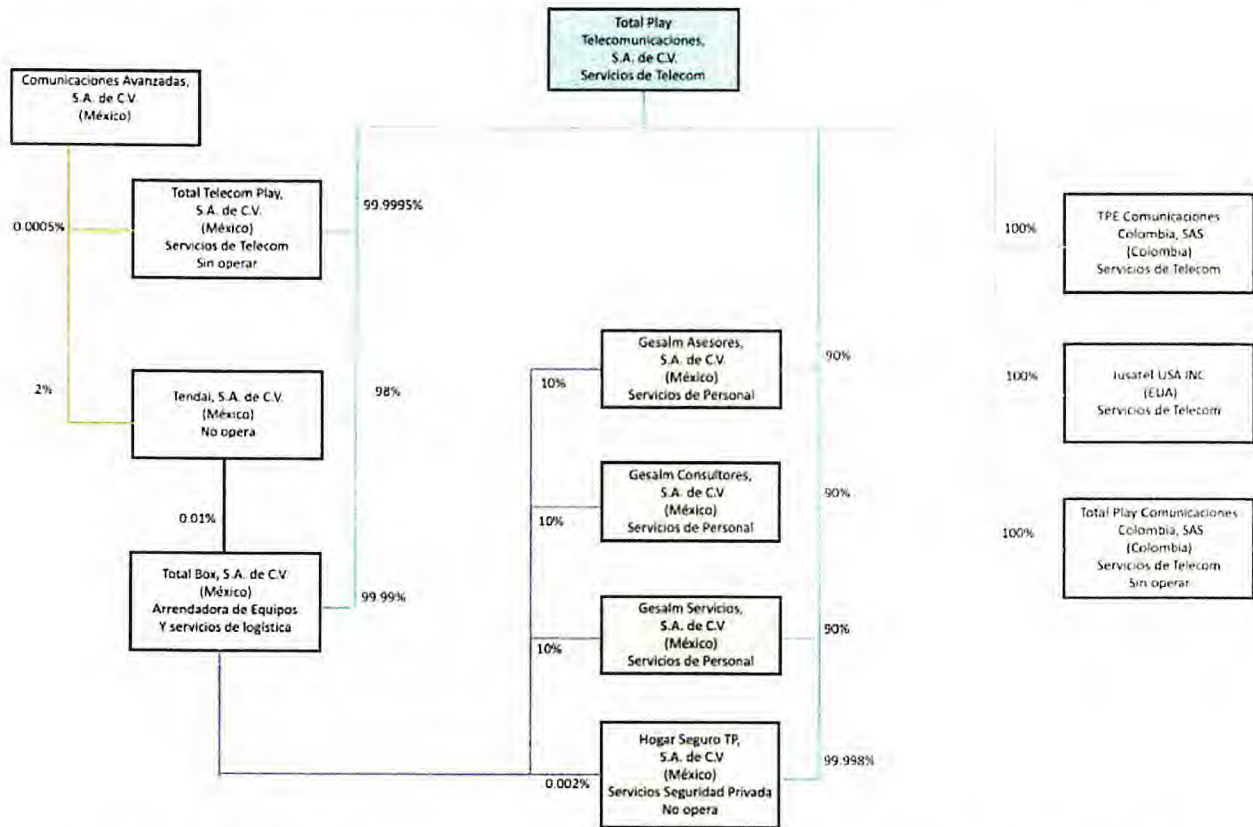 Total Play
Telecomunicaciones,
S.A. de C.V.
Servicios de Telecom
Comunicaciones Avanzadas,
S.A. de C.V.
(México)
Total Telecom Play,
S.A. de C.V.
(México)
Servicios de Telecom
Sin operar
0.0005%
99.9995%
Tendai, S.A. de C.V.
(México)
No opera
2%
98%
0.01%
Total Box, S.A. de C.V
(México)
Arrendadora de Equipos
Y servicios de logística
99.99%
Gesalm Asesores,
S.A. de C.V.
(México)
Servicios de Personal
10%
90%
Gesalm Consultores,
S.A. de C.V
(México)
Servicios de Personal
10%
90%
Gesalm Servicios,
S.A. de C.V
(México)
Servicios de Personal
10%
90%
Hogar Seguro TP,
S.A. de C.V
(México)
Servicios Seguridad Privada
No opera
0.002%
99.998%
100%
TPE Comunicaciones
Colombia, SAS
(Colombia)
Servicios de Telecom
100%
Iusatel USA INC
(EUA)
Servicios de Telecom
100%
Total Play Comunicaciones
Colombia, SAS
(Colombia)
Servicios de Telecom
Sin operar